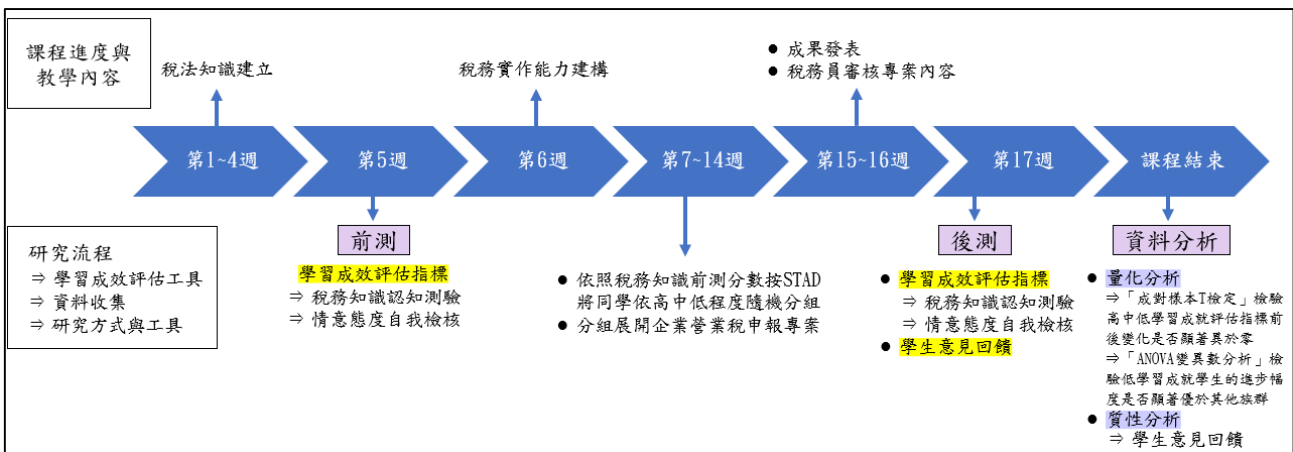 課程進度與
教學內容
稅法知識建立
稅務實作能力建構
● 成果發表
● 稅務員審核專案內容
第1~4週
第5週
第6週
第7~14週
第15~16週
第17週
課程結束
研究流程
⇒ 學習成效評估工具
⇒ 資料收集
⇒ 研究方式與工具
前測
學習成效評估指標
⇒ 稅務知識認知測驗
⇒ 情意態度自我檢核
● 依照稅務知識前測分數按STAD
將同學依高中低程度隨機分組
● 分組展開企業營業稅申報專案
後測
● 學習成效評估指標
⇒ 稅務知識認知測驗
⇒ 情意態度自我檢核
● 學生意見回饋
資料分析
● 量化分析
⇒「成對樣本T檢定」檢驗
高中低學習成就評估指標前
後變化是否顯著異於零
⇒「ANOVA變異數分析」檢
驗低學習成就學生的進步幅
度是否顯著優於其他族群
● 質性分析
⇒ 學生意見回饋